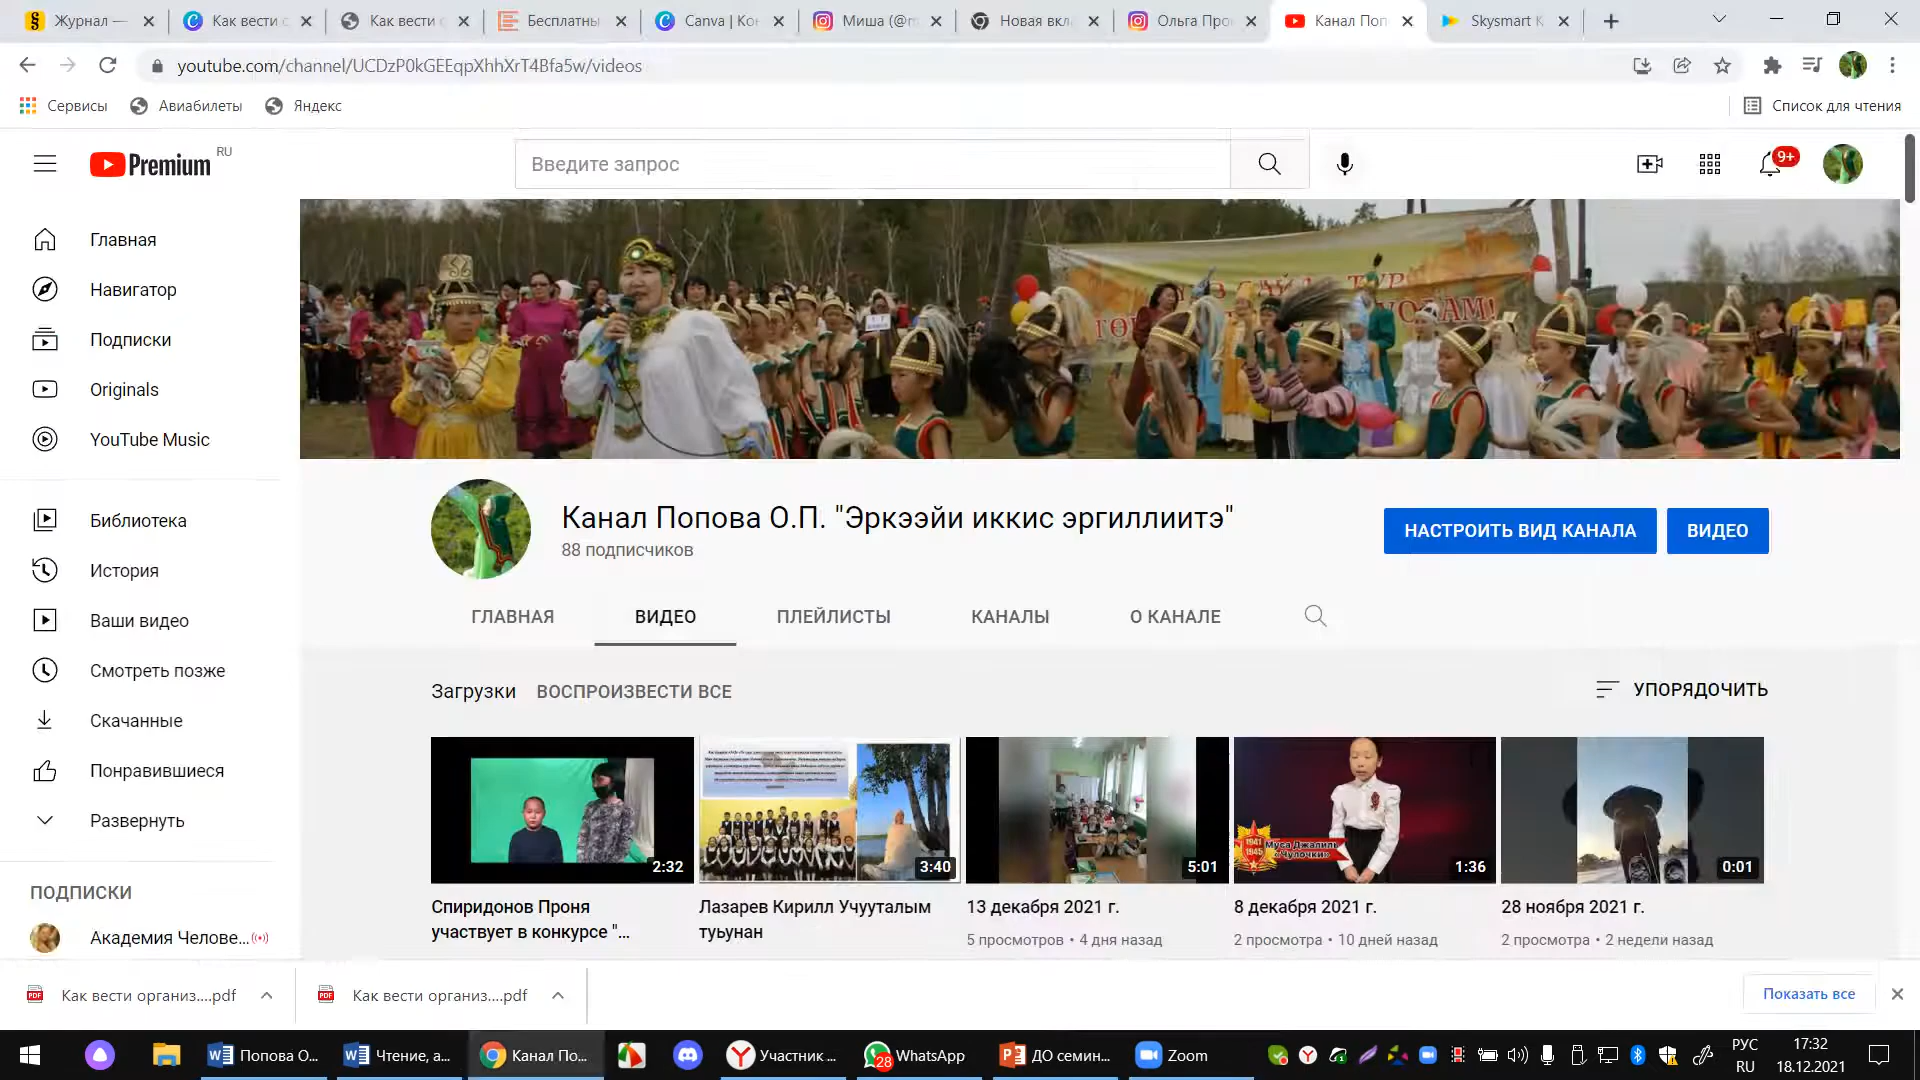 Журнал —
Как вести с
Как вести с
Бесплатны
Canva | Кон
Миша (@m
Новая вкл
Ольга Про
Канал Поп
Skysmart К
youtube.com/channel/UCDzP0kGEEqpXhhXrT4Bfa5w/videos
Сервисы
Авиабилеты
Яндекс
Список для чтения
Premium RU
Введите запрос
9+
Главная
Навигатор
Подписки
Originals
YouTube Music
Библиотека
История
Ваши видео
Смотреть позже
Скачанные
Понравившиеся
Развернуть
ПОДПИСКИ
Академия Челове...
Канал Попова О.П. "Эркээйи иккис эргиллиитэ"
88 подписчиков
НАСТРОИТЬ ВИД КАНАЛА
ВИДЕО
ГЛАВНАЯ
ВИДЕО
ПЛЕЙЛИСТЫ
КАНАЛЫ
О КАНАЛЕ
Загрузки
ВОСПРОИЗВЕСТИ ВСЕ
УПОРЯДОЧИТЬ
2:32
3:40
5:01
1941
1945
Муса Джалиль
«Чулочки»
1:36
0:01
Спиридонов Проня
участвует в конкурсе "...
Лазарев Кирилл Учууталым
туьунан
13 декабря 2021 г.
5 просмотров • 4 дня назад
8 декабря 2021 г.
2 просмотра • 10 дней назад
28 ноября 2021 г.
2 просмотра • 2 недели назад
Как вести организ....pdf
Как вести организ....pdf
Показать все
Попова О...
Чтение, а...
Канал По...
Участник ...
28
WhatsApp
ДО семин...
Zoom
РУС
RU
17:32
18.12.2021